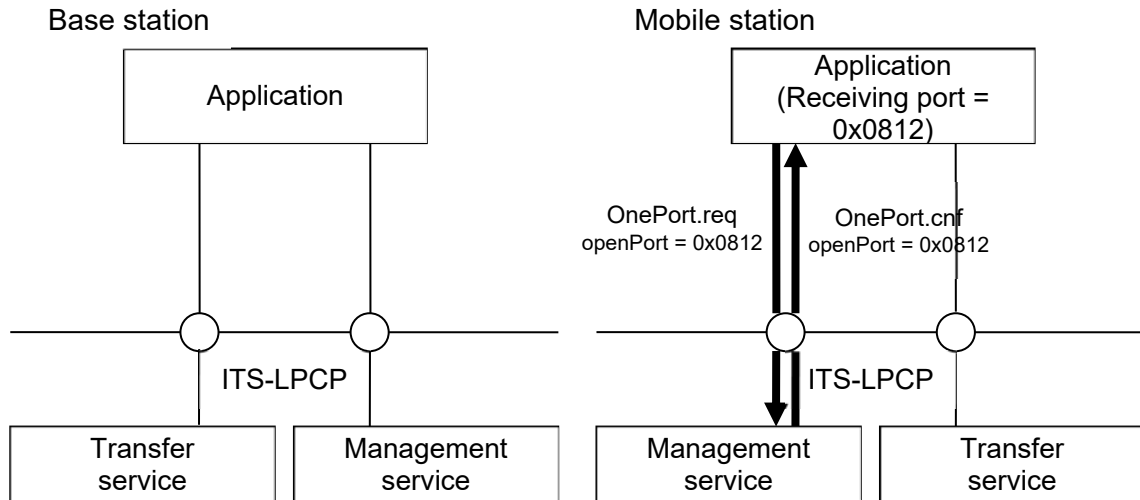 Base station
Application
Transfer
service
ITS-LPCP
Management
service
Mobile station
Application
(Receiving port =
0x0812)
OnePort.req
openPort = 0x0812
OnePort.cnf
openPort = 0x0812
ITS-LPCP
Management
service
Transfer
service